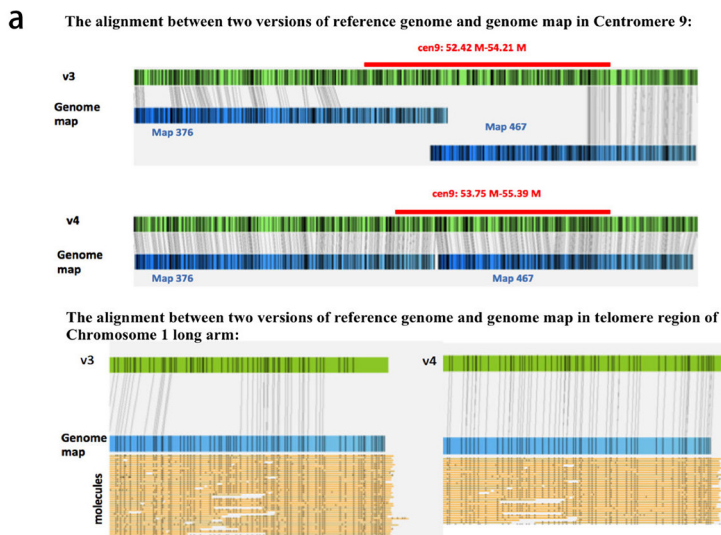 a
The alignment between two versions of reference genome and genome map in Centromere 9:
cen9: 52.42 M-54.21 M
v3
Genome
map
Map 376
Map 467
cen9: 53.75 M-55.39 M
v4
Genome
map
Map 376
Map 467
The alignment between two versions of reference genome and genome map in telomere region of
Chromosome 1 long arm:
v3
v4
Genome
map
molecules